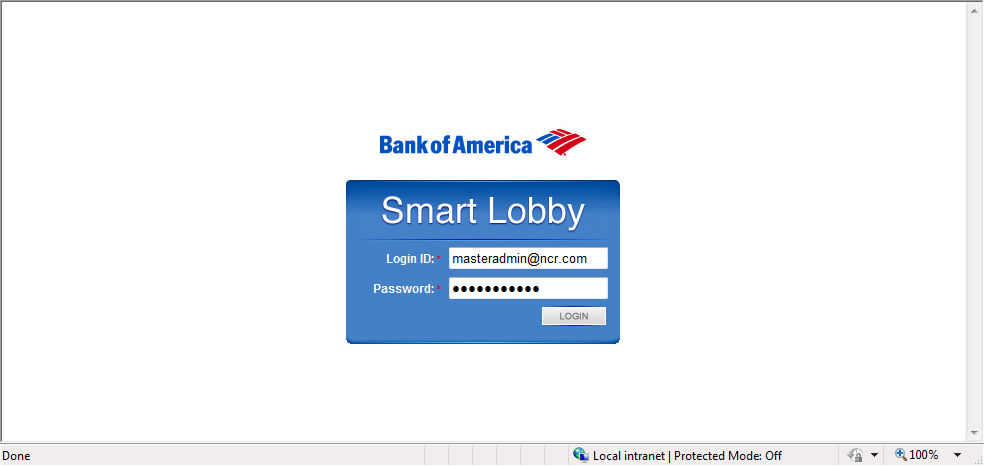 Bank of America
Smart Lobby
Login ID:* masteradmin@ncr.com
Password:* ●●●●●●●●●●●
LOGIN
Done Local intranet | Protected Mode: Off 100%